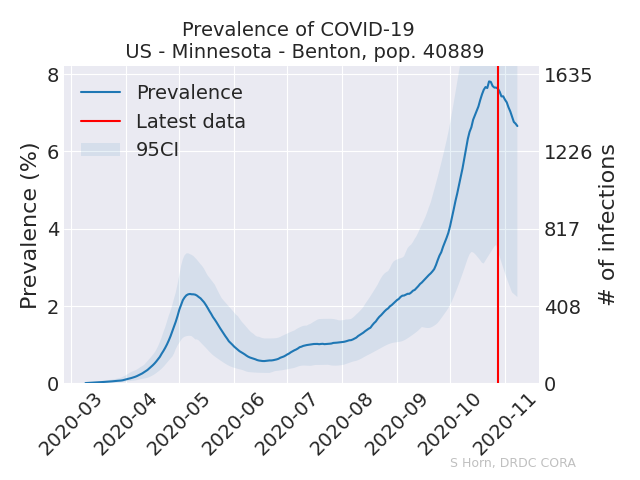 Prevalence of COVID-19
US - Minnesota - Benton, pop. 40889
Prevalence (%)
8
6
4
2
0
Prevalence
Latest data
95CI
1635
1226
817
408
0
# of infections
2020-03
2020-04
2020-05
2020-06
2020-07
2020-08
2020-09
2020-10
2020-11
S Horn, DRDC CORA